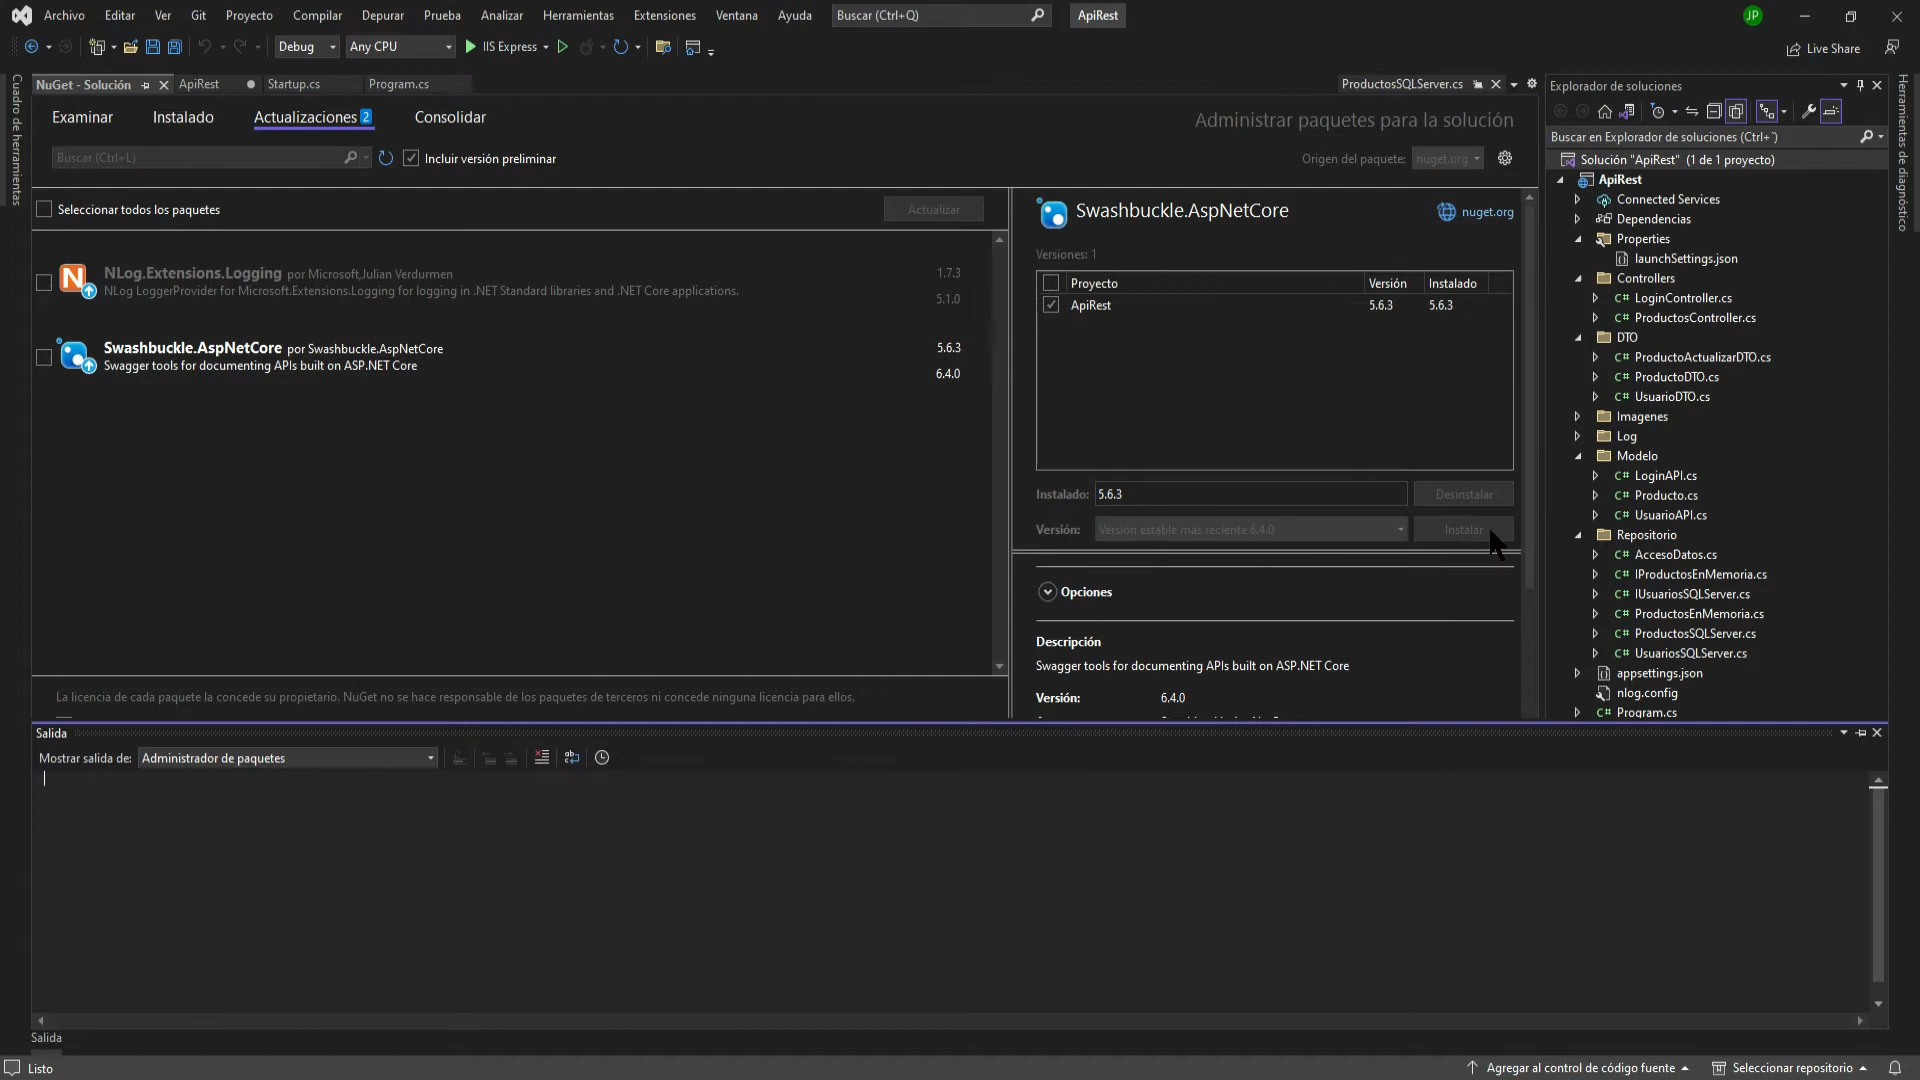 Archivo Editar Ver Git Proyecto Compilar Depurar Prueba Analizar Herramientas Extensiones Ventana Ayuda Buscar (Ctrl+Q) ApiRest JP
Debug Any CPU IIS Express Live Share
Cuadro de herramientas
NuGet - Solución ApiRest Startup.cs Program.cs ProductosSQLServer.cs
Examinar Instalado Actualizaciones 2 Consolidar Administrar paquetes para la solución
Buscar (Ctrl+L) Incluir versión preliminar Origen del paquete: nuget.org
Seleccionar todos los paquetes Actualizar
NLog.Extensions.Logging por Microsoft,Julian Verdurmen 1.7.3
NLog LoggerProvider for Microsoft.Extensions.Logging for logging in .NET Standard libraries and .NET Core applications.
5.1.0
Swashbuckle.AspNetCore por Swashbuckle.AspNetCore 5.6.3
Swagger tools for documenting APIs built on ASP.NET Core
6.4.0
La licencia de cada paquete la concede su propietario. NuGet no se hace responsable de los paquetes de terceros ni concede ninguna licencia para ellos.
Swashbuckle.AspNetCore nuget.org
Versiones: 1
Proyecto Versión Instalado
ApiRest 5.6.3 5.6.3
Instalado: 5.6.3 Desinstalar
Versión: Versión estable más reciente 6.4.0 Instalar
Opciones
Descripción
Swagger tools for documenting APIs built on ASP.NET Core
Versión: 6.4.0
Explorador de soluciones
Buscar en Explorador de soluciones (Ctrl+`)
Solución "ApiRest" (1 de 1 proyecto)
ApiRest
Connected Services
Dependencias
Properties
launchSettings.json
Controllers
C# LoginController.cs
C# ProductosController.cs
DTO
C# ProductoActualizarDTO.cs
C# ProductoDTO.cs
C# UsuarioDTO.cs
Imagenes
Log
Modelo
C# LoginAPI.cs
C# Producto.cs
C# UsuarioAPI.cs
Repositorio
C# AccesoDatos.cs
C# IProductosEnMemoria.cs
C# IUsuariosSQLServer.cs
C# ProductosEnMemoria.cs
C# ProductosSQLServer.cs
C# UsuariosSQLServer.cs
appsettings.json
nlog.config
C# Program.cs
Herramientas de diagnóstico
Salida
Mostrar salida de: Administrador de paquetes
Salida
Listo Agregar al control de código fuente Seleccionar repositorio